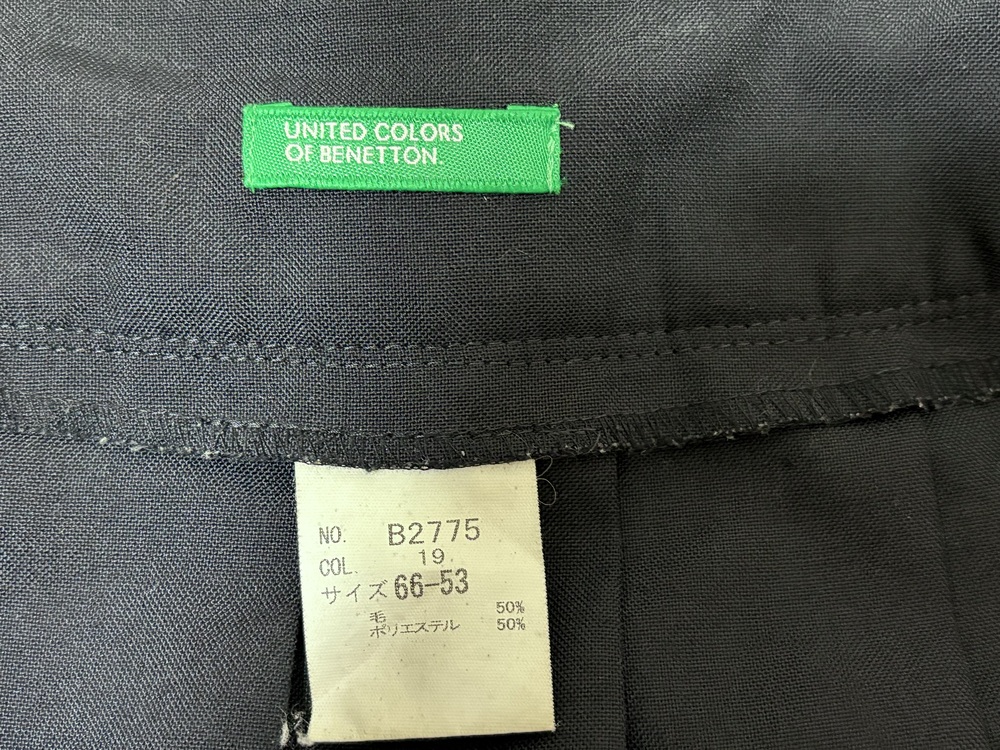 UNITED COLORS
OF BENETTON
NO. B2775
COL. 19.
サイズ 66-53
毛 50%
ポリエステル 50%